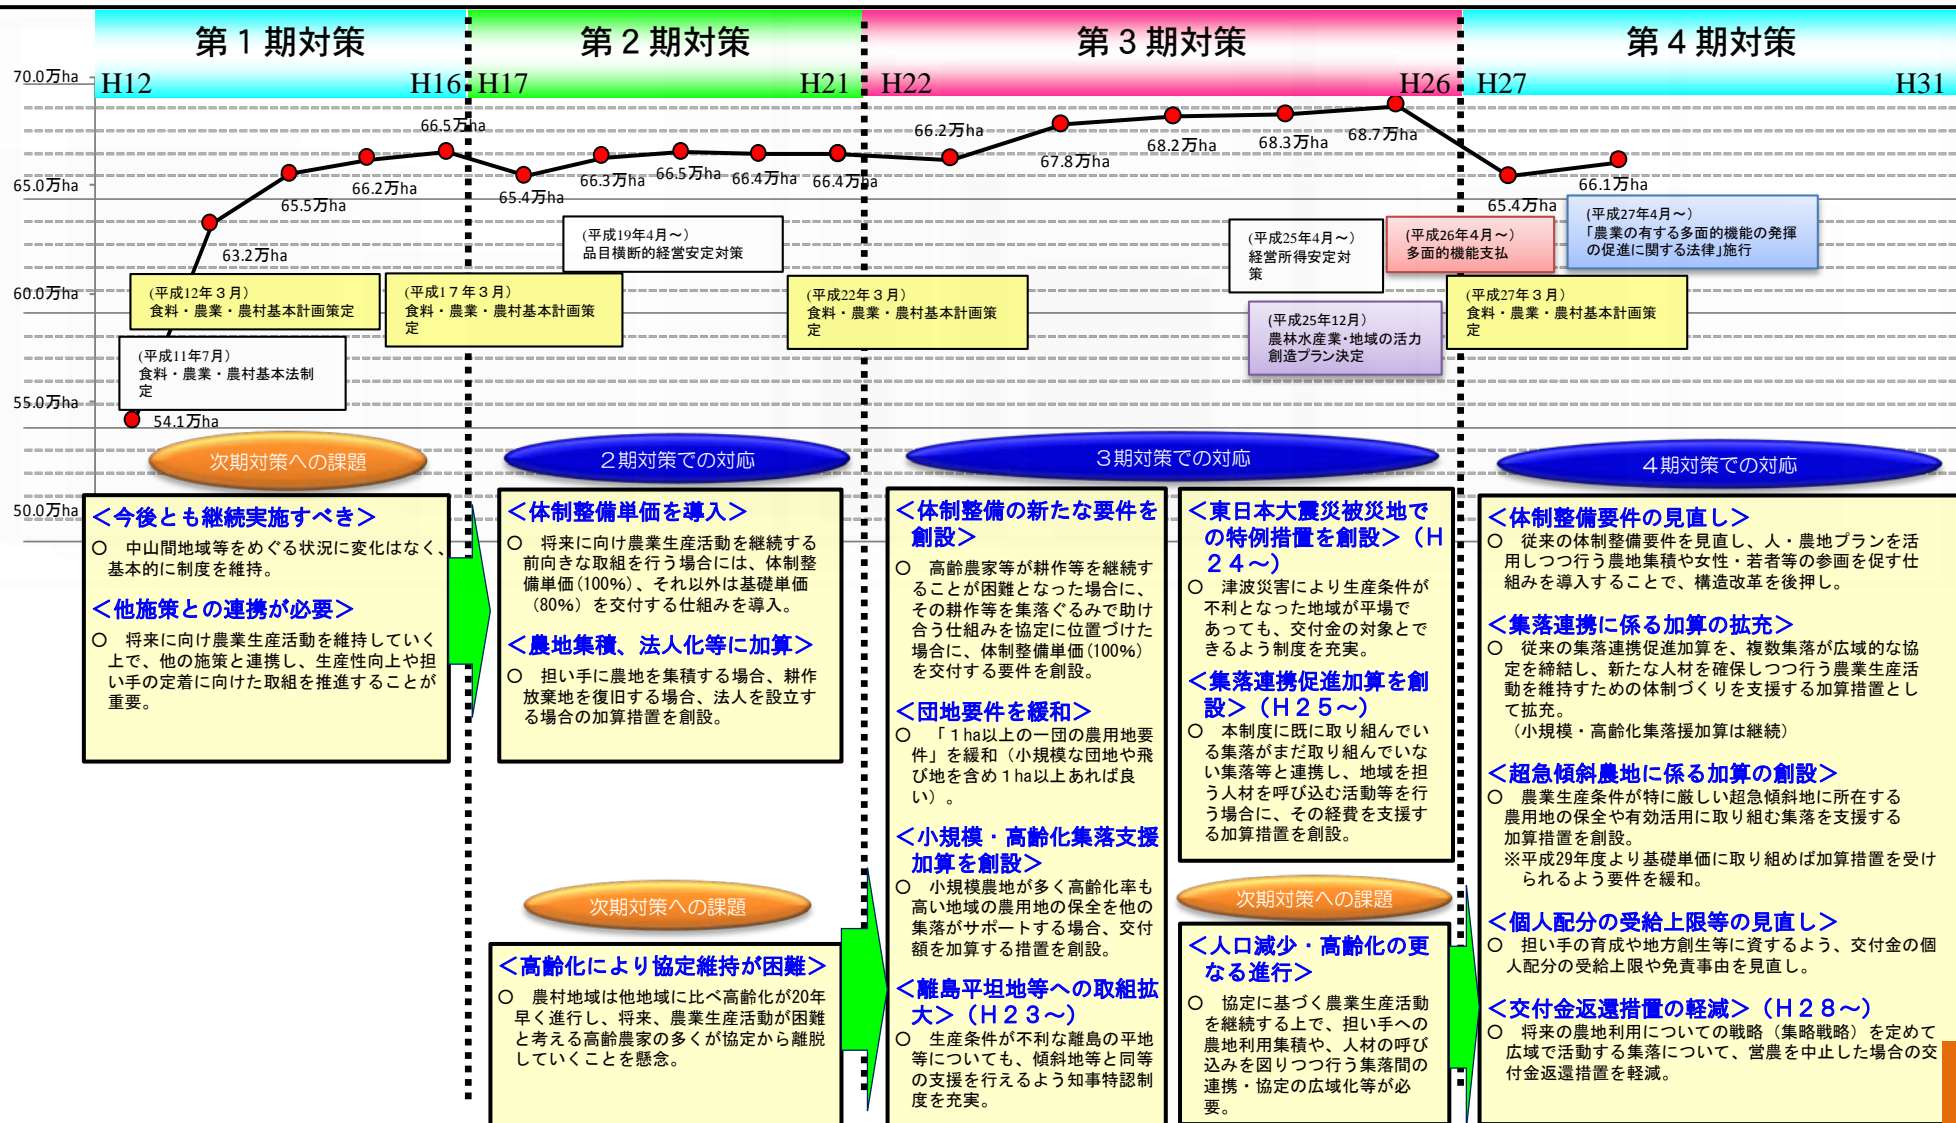 第１期対策
第２期対策
第３期対策
第４期対策
H12
H16
H17
H21
H22
H26
H27
H31
70.0万ha
65.0万ha
60.0万ha
55.0万ha
50.0万ha
54.1万ha
63.2万ha
65.5万ha
66.2万ha
66.5万ha
65.4万ha
66.3万ha
66.5万ha
66.4万ha
66.4万ha
66.2万ha
67.8万ha
68.2万ha
68.3万ha
68.7万ha
65.4万ha
66.1万ha
(平成11年7月)
食料・農業・農村基本法制
定
(平成12年３月)
食料・農業・農村基本計画策定
(平成1７年３月)
食料・農業・農村基本計画策
定
(平成19年4月～)
品目横断的経営安定対策
(平成22年３月)
食料・農業・農村基本計画策
定
(平成25年4月～)
経営所得安定対
策
(平成25年12月)
農林水産業・地域の活力
創造プラン決定
(平成26年４月～)
多面的機能支払
(平成27年３月)
食料・農業・農村基本計画策
定
(平成27年4月～)
「農業の有する多面的機能の発揮
の促進に関する法律」施行
次期対策への課題
＜今後とも継続実施すべき＞
○　中山間地域等をめぐる状況に変化はなく、
基本的に制度を維持。
＜他施策との連携が必要＞
○　将来に向け農業生産活動を維持していく
上で、他の施策と連携し、生産性向上や担
い手の定着に向けた取組を推進することが
重要。
２期対策での対応
＜体制整備単価を導入＞
○　将来に向け農業生産活動を継続する
前向きな取組を行う場合には、体制整
備単価(100%)、それ以外は基礎単価
（80%）を交付する仕組みを導入。
＜農地集積、法人化等に加算＞
○　担い手に農地を集積する場合、耕作
放棄地を復旧する場合、法人を設立す
る場合の加算措置を創設。
次期対策への課題
＜高齢化により協定維持が困難＞
○　農村地域は他地域に比べ高齢化が20年
早く進行し、将来、農業生産活動が困難
と考える高齢農家の多くが協定から離脱
していくことを懸念。
３期対策での対応
＜体制整備の新たな要件を
創設＞
○　高齢農家等が耕作等を継続す
ることが困難となった場合に、
その耕作等を集落ぐるみで助け
合う仕組みを協定に位置づけた
場合に、体制整備単価(100%)
を交付する要件を創設。
＜団地要件を緩和＞
○　「１ha以上の一団の農用地要
件」を緩和（小規模な団地や飛
び地を含め１ha以上あれば良
い）。
＜小規模・高齢化集落支援
加算を創設＞
○　小規模農地が多く高齢化率も
高い地域の農用地の保全を他の
集落がサポートする場合、交付
額を加算する措置を創設。
＜離島平坦地等への取組拡
大＞（Ｈ２３～）
○　生産条件が不利な離島の平地
等についても、傾斜地等と同等
の支援を行えるよう知事特認制
度を充実。
＜東日本大震災被災地で
の特例措置を創設＞（Ｈ
２４～）
○　津波災害により生産条件が
不利となった地域が平場で
あっても、交付金の対象とで
きるよう制度を充実。
＜集落連携促進加算を創
設＞（Ｈ２５～）
○　本制度に既に取り組んでい
る集落がまだ取り組んでいな
い集落等と連携し、地域を担
う人材を呼び込む活動等を行
う場合に、その経費を支援す
る加算措置を創設。
次期対策への課題
＜人口減少・高齢化の更
なる進行＞
○　協定に基づく農業生産活動
を継続する上で、担い手への
農地利用集積や、人材の呼び
込みを図りつつ行う集落間の
連携・協定の広域化等が必
要。
４期対策での対応
＜体制整備要件の見直し＞
○　従来の体制整備要件を見直し、人・農地プランを活
用しつつ行う農地集積や女性・若者等の参画を促す仕
組みを導入することで、構造改革を後押し。
＜集落連携に係る加算の拡充＞
○　従来の集落連携促進加算を、複数集落が広域的な協
定を締結し、新たな人材を確保しつつ行う農業生産活
動を維持すための体制づくりを支援する加算措置とし
て拡充。
（小規模・高齢化集落援加算は継続）
＜超急傾斜農地に係る加算の創設＞
○　農業生産条件が特に厳しい超急傾斜地に所在する
農用地の保全や有効活用に取り組む集落を支援する
加算措置を創設。
※平成29年度より基礎単価に取り組めば加算措置を受け
られるよう要件を緩和。
＜個人配分の受給上限等の見直し＞
○　担い手の育成や地方創生等に資するよう、交付金の個
人配分の受給上限や免責事由を見直し。
＜交付金返還措置の軽減＞（Ｈ２８～）
○　将来の農地利用についての戦略（集略戦略）を定めて
広域で活動する集落について、営農を中止した場合の交
付金返還措置を軽減。